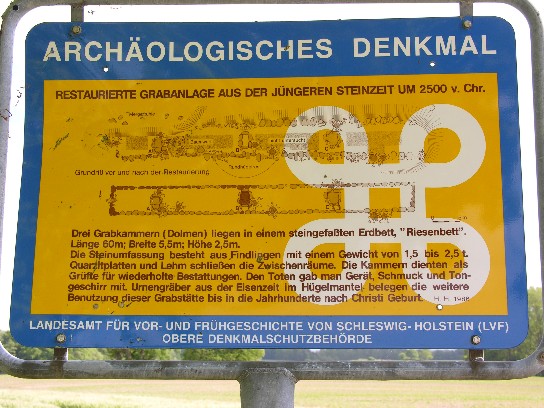 ARCHÄOLOGISCHES DENKMAL
RESTAURIERTE GRABANLAGE AUS DER JÜNGEREN STEINZEIT UM 2500 v. Chr.
Grundriß vor und nach der Restaurierung
Drei Grabkammern (Dolmen) liegen in einem steingefaßten Erdbett, "Riesenbett".
Länge 60m; Breite 5,5m; Höhe 2,5m.
Die Steinumfassung besteht aus Findlingen mit einem Gewicht von 1,5 bis 2,5 t.
Quarzitplatten und Lehm schließen die Zwischenräume. Die Kammern dienten als
Grüfte für wiederholte Bestattungen. Den Toten gab man Gerät, Schmuck und Ton-
geschirr mit. Urnengräber aus der Eisenzeit im Hügelmantel belegen die weitere
Benutzung dieser Grabstätte bis in die Jahrhunderte nach Christi Geburt. H. H. 1986
LANDESAMT FÜR VOR- UND FRÜHGESCHICHTE VON SCHLESWIG-HOLSTEIN (LVF)
OBERE DENKMALSCHUTZBEHÖRDE